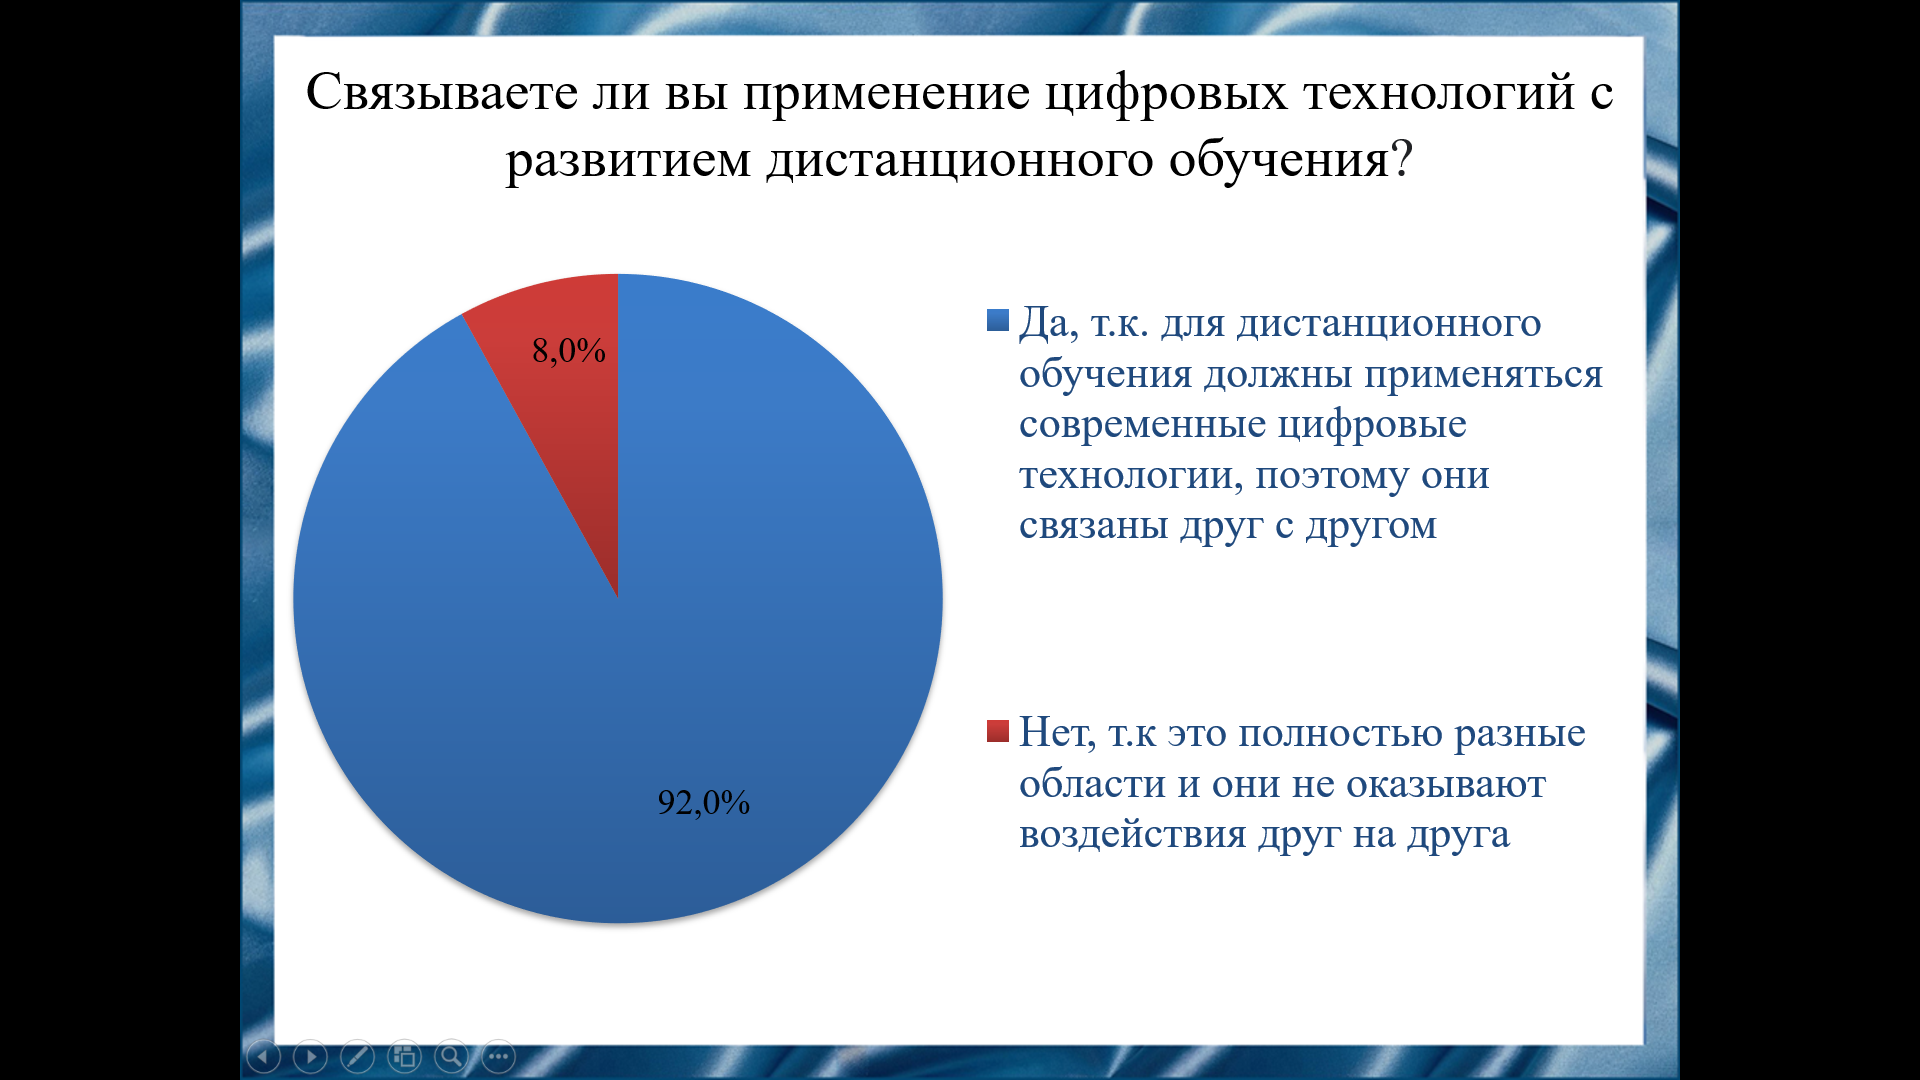 Связываете ли вы применение цифровых технологий с
развитием дистанционного обучения?
8,0%
92,0%
Да, т.к. для дистанционного
обучения должны применяться
современные цифровые
технологии, поэтому они
связаны друг с другом
Нет, т.к это полностью разные
области и они не оказывают
воздействия друг на друга